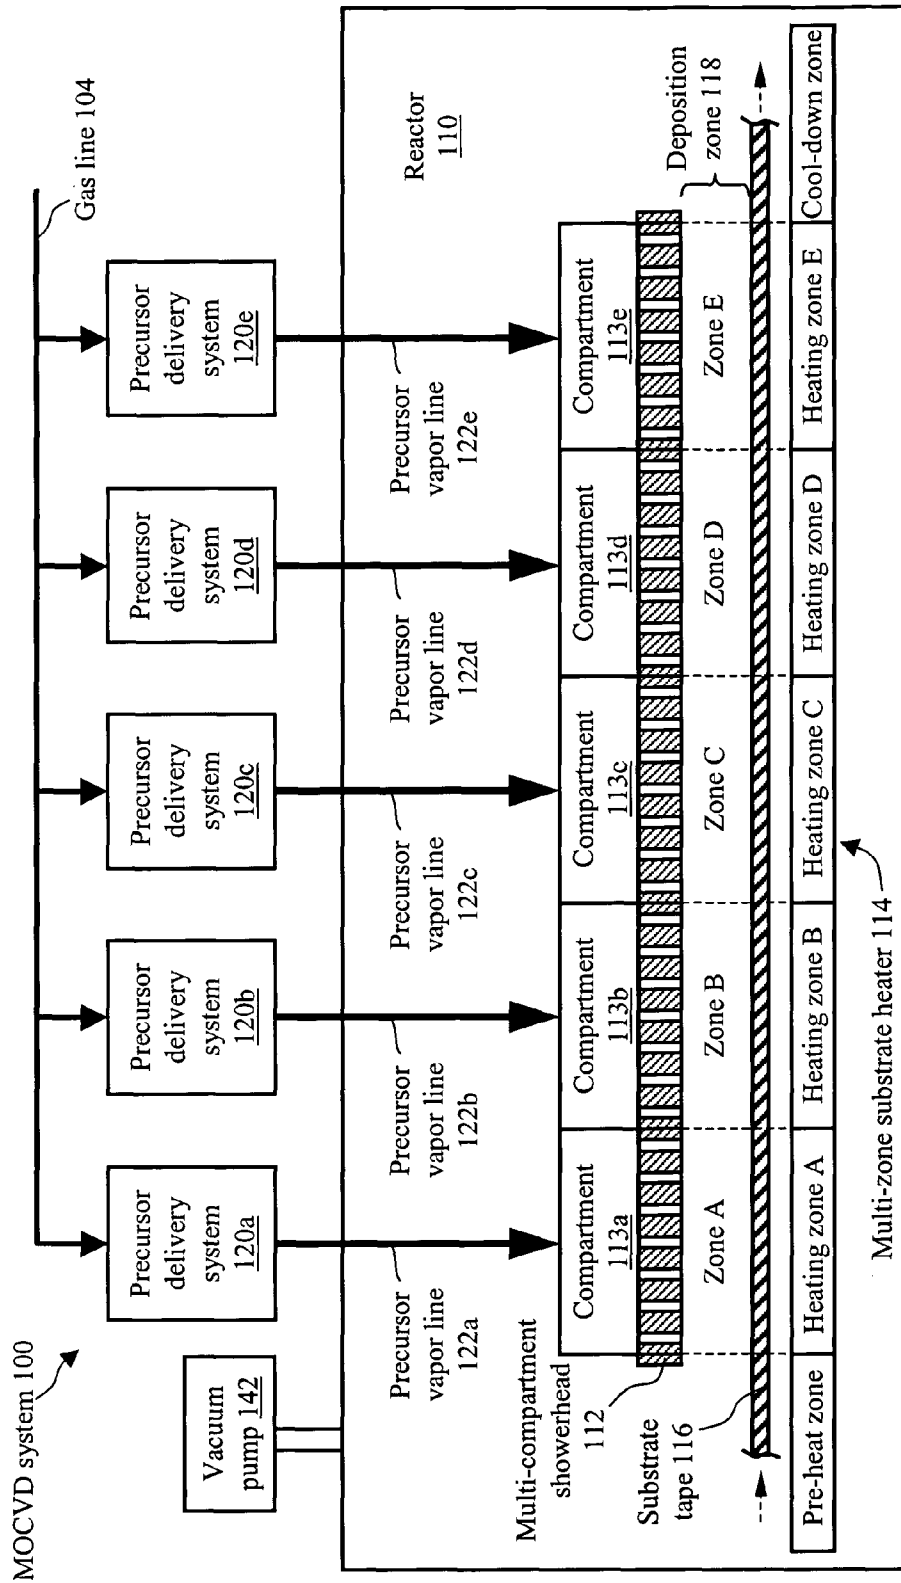 MOCVD system 100
Gas line 104
Vacuum
pump 142
Precursor
delivery
system
120a
Precursor
delivery
system
120b
Precursor
delivery
system
120c
Precursor
delivery
system
120d
Precursor
delivery
system
120e
Reactor
110
Precursor
vapor line
122a
Precursor
vapor line
122b
Precursor
vapor line
122c
Precursor
vapor line
122d
Precursor
vapor line
122e
Multi-compartment
showerhead
112
Compartment
113a
Compartment
113b
Compartment
113c
Compartment
113d
Compartment
113e
Deposition
zone 118
Substrate
tape 116
Zone A
Zone B
Zone C
Zone D
Zone E
Pre-heat zone
Heating zone A
Heating zone B
Heating zone C
Heating zone D
Heating zone E
Cool-down zone
Multi-zone substrate heater 114